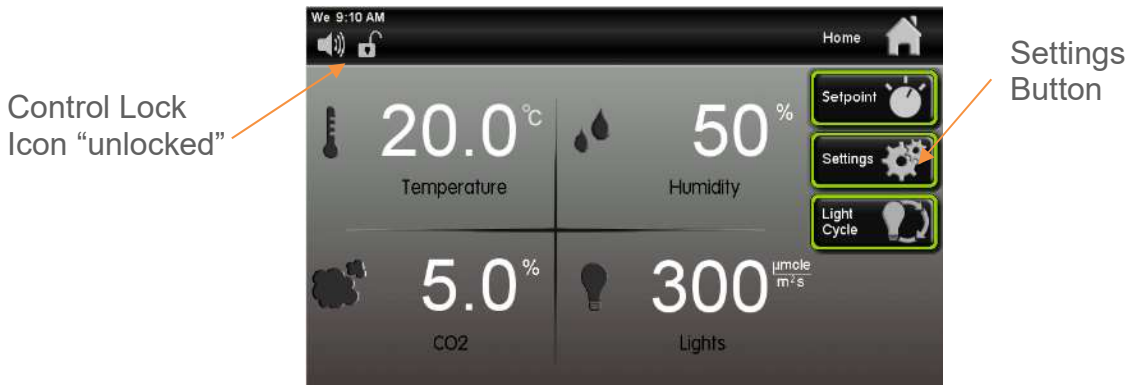 We 9:10 AM
Home
Control Lock
Icon “unlocked”
Settings
Button
20.0°C
Temperature
50%
Humidity
Setpoint
Settings
Light
Cycle
5.0%
CO2
300 µmole
m²s
Lights